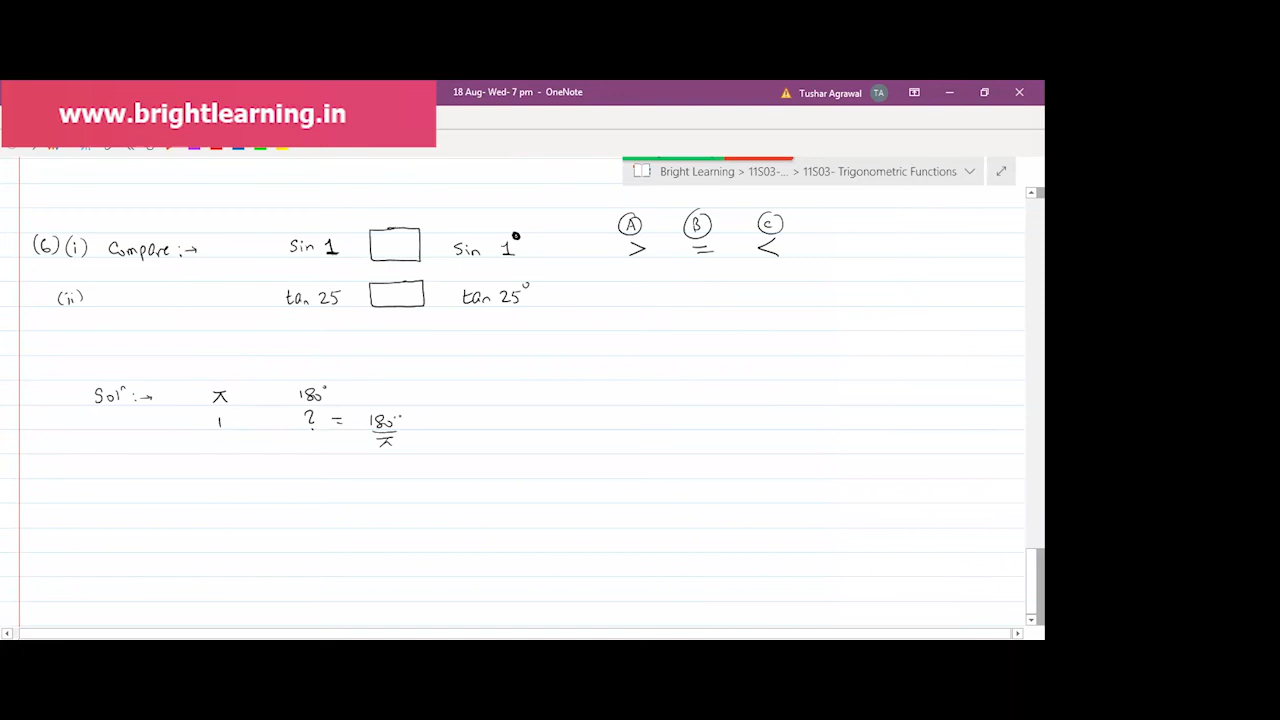 18 Aug- Wed- 7 pm - OneNote
Tushar Agrawal TA
www.brightlearning.in
Bright Learning > 11S03-... > 11S03- Trigonometric Functions
(A) (B) (C)
(6) (i) Compare :→ sin 1 sin 1° > = <
(ii) tan 25 tan 25°
Solⁿ :→ π 180°
1 ? = 180°
π